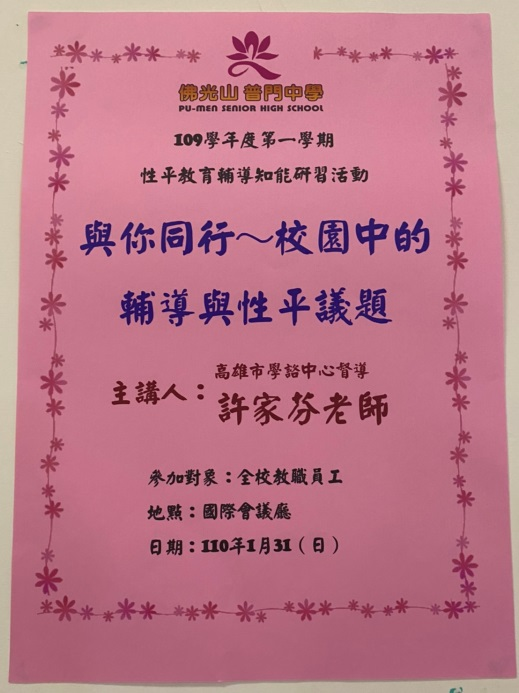 佛光山 普門中學
PU-MEN SENIOR HIGH SCHOOL
109學年度第一學期
性平教育輔導知能研習活動
與你同行～校園中的
輔導與性平議題
高雄市學諮中心督導
主講人：許家芬老師
參加對象：全校教職員工
地點：國際會議廳
日期：110年1月31（日）